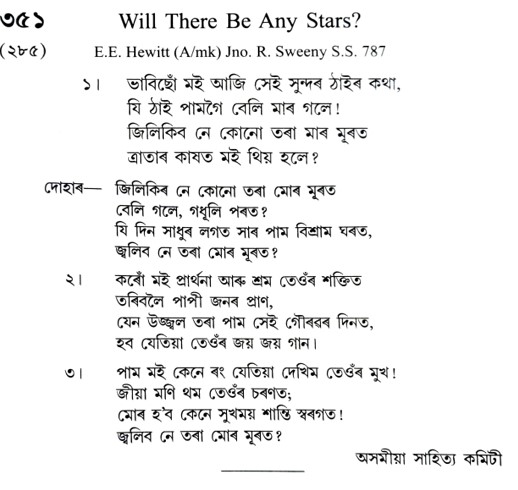 ৩৫১ Will There Be Any Stars?
(২৮৫) E.E. Hewitt (A/mk) Jno. R. Sweeny S.S. 787
১। ভাবিছোঁ মই আজি সেই সুন্দৰ ঠাইৰ কথা,
যি ঠাই পামগৈ বেলি মাৰ গলে!
জিলিকিব নে কোনো তৰা মাৰ মূৰত
ত্ৰাতাৰ কাষত মই থিয় হলে?
দোহাৰ— জিলিকিৰ নে কোনো তৰা মোৰ মূৰত
বেলি গলে, গধূলি পৰত?
যি দিন সাধুৰ লগত সাৰ পাম বিশ্ৰাম ঘৰত,
জ্বলিব নে তৰা মোৰ মূৰত?
২। কৰোঁ মই প্ৰাৰ্থনা আৰু শ্ৰম তেওঁৰ শক্তিত
তৰিবলৈ পাপী জনৰ প্ৰাণ,
যেন উজ্জ্বল তৰা পাম সেই গৌৰৱৰ দিনত,
হব যেতিয়া তেওঁৰ জয় জয় গান।
৩। পাম মই কেনে ৰং যেতিয়া দেখিম তেওঁৰ মুখ!
জীয়া মণি থম তেওঁৰ চৰণত;
মোৰ হ'ব কেনে সুখময় শান্তি স্বৰগত!
জ্বলিব নে তৰা মোৰ মূৰত?
অসমীয়া সাহিত্য কমিটী